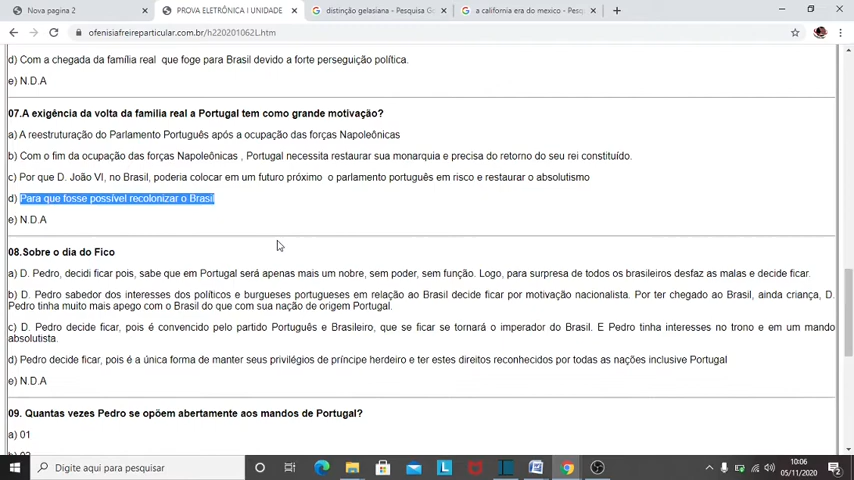 Nova pagina 2
PROVA ELETRÔNICA I UNIDADE
distinção gelasiana - Pesquisa G
a california era do mexico - Pesq
ofenisiafreireparticular.com.br/h220201062L.htm
d) Com a chegada da família real que foge para Brasil devido a forte perseguição política.
e) N.D.A
07.A exigência da volta da familia real a Portugal tem como grande motivação?
a) A reestruturação do Parlamento Português após a ocupação das forças Napoleônicas
b) Com o fim da ocupação das forças Napoleônicas , Portugal necessita restaurar sua monarquia e precisa do retorno do seu rei constituído.
c) Por que D. João VI, no Brasil, poderia colocar em um futuro próximo o parlamento português em risco e restaurar o absolutismo
d) Para que fosse possível recolonizar o Brasil
e) N.D.A
08.Sobre o dia do Fico
a) D. Pedro, decidi ficar pois, sabe que em Portugal será apenas mais um nobre, sem poder, sem função. Logo, para surpresa de todos os brasileiros desfaz as malas e decide ficar.
b) D. Pedro sabedor dos interesses dos políticos e burgueses portugueses em relação ao Brasil decide ficar por motivação nacionalista. Por ter chegado ao Brasil, ainda criança, D.
Pedro tinha muito mais apego com o Brasil do que com sua nação de origem Portugal.
c) D. Pedro decide ficar, pois é convencido pelo partido Português e Brasileiro, que se ficar se tornará o imperador do Brasil. E Pedro tinha interesses no trono e em um mando
absolutista.
d) Pedro decide ficar, pois é a única forma de manter seus privilégios de príncipe herdeiro e ter estes direitos reconhecidos por todas as nações inclusive Portugal
e) N.D.A
09. Quantas vezes Pedro se opõem abertamente aos mandos de Portugal?
a) 01
Digite aqui para pesquisar
10:06
05/11/2020